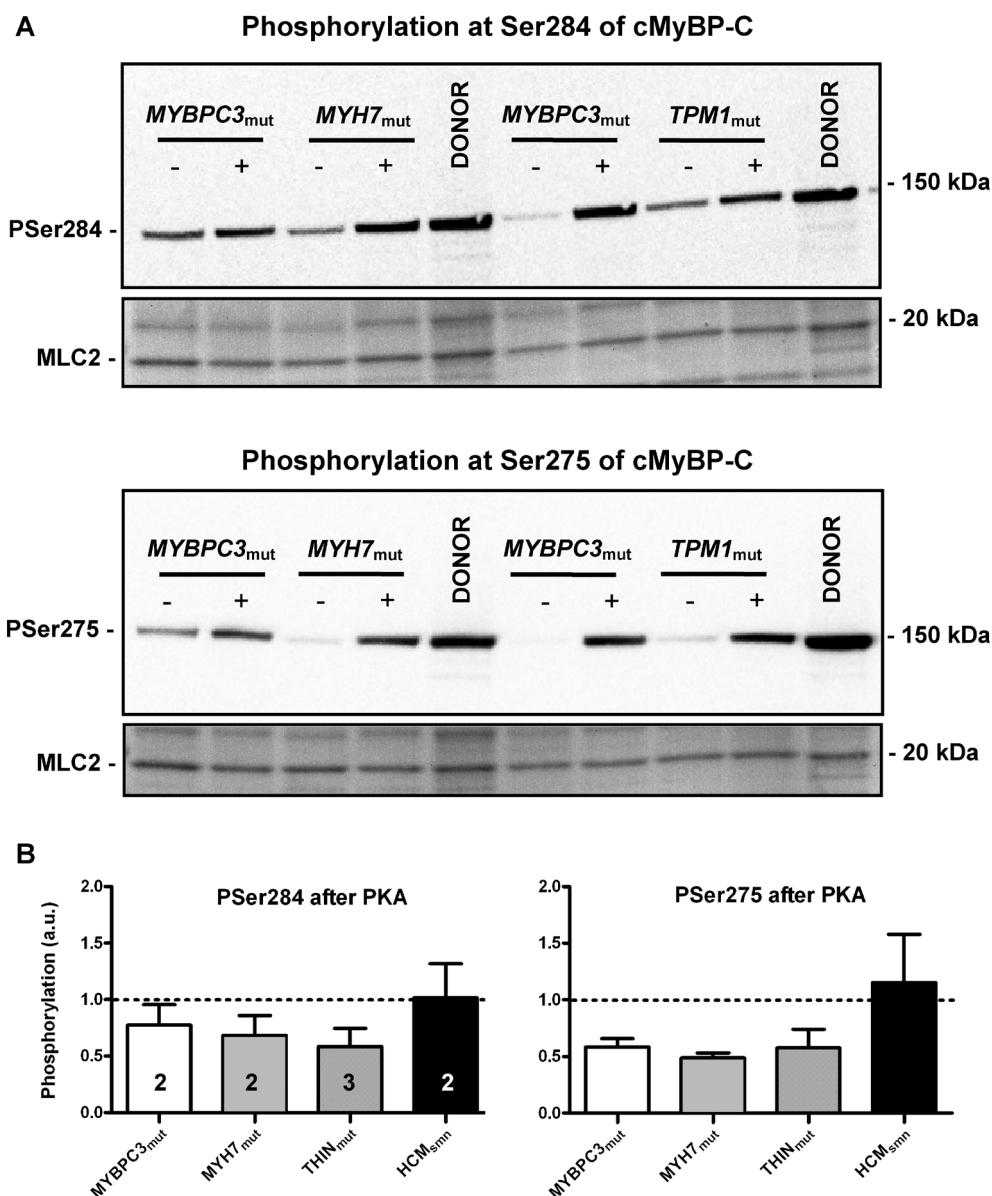 A
Phosphorylation at Ser284 of cMyBP-C
MYBPC3mut MYH7mut DONOR MYBPC3mut TPM1mut DONOR
- + - + - + - +
- 150 kDa
PSer284 -
- 20 kDa
MLC2 -
Phosphorylation at Ser275 of cMyBP-C
MYBPC3mut MYH7mut DONOR MYBPC3mut TPM1mut DONOR
- + - + - + - +
PSer275 - - 150 kDa
MLC2 - - 20 kDa
B
PSer284 after PKA
Phosphorylation (a.u.)
2.0
1.5
1.0
0.5
0.0
2 2 3 2
MYBPC3mut MYH7mut THINmut HCMsmn
PSer275 after PKA
2.0
1.5
1.0
0.5
0.0
MYBPC3mut MYH7mut THINmut HCMsmn